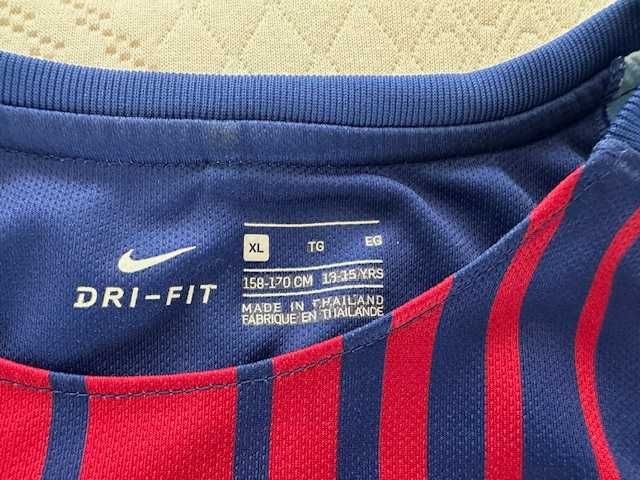 XL TG EG
158-170 CM 13-15 YRS
DRI-FIT
MADE IN THAILAND
FABRIQUE EN THAILANDE